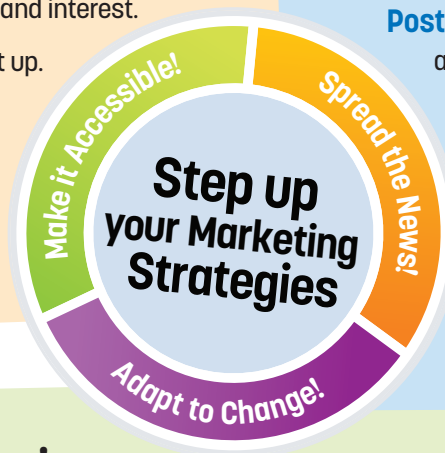 and interest.
t up.
Post
a
Make it Accessible!
Spread the News!
Step up
your Marketing
Strategies
Adapt to Change!